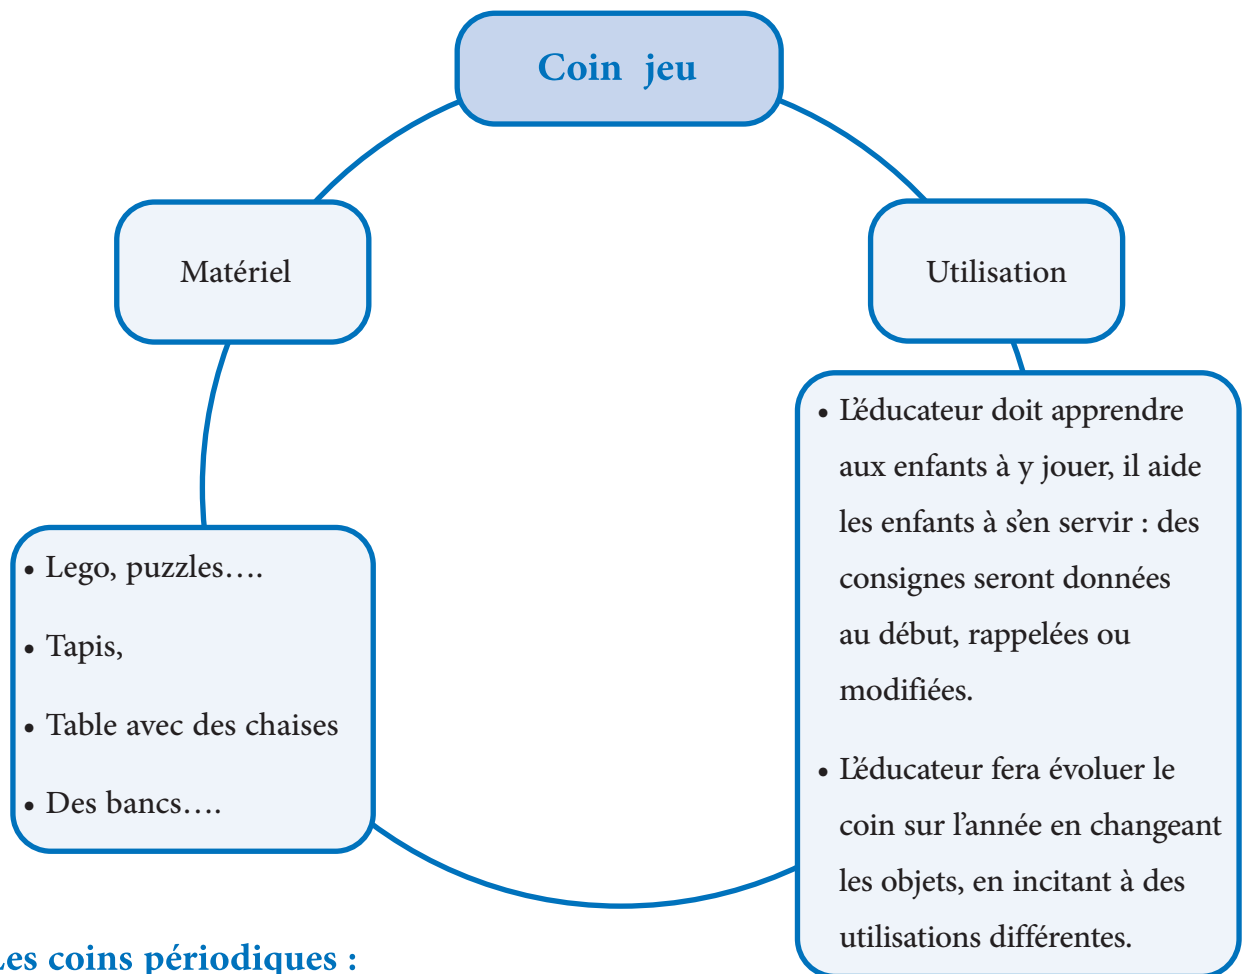 Coin jeu
Matériel
Utilisation
• Lego, puzzles….
• Tapis,
• Table avec des chaises
• Des bancs….
• L'éducateur doit apprendre
aux enfants à y jouer, il aide
les enfants à s'en servir : des
consignes seront données
au début, rappelées ou
modifiées.
• L'éducateur fera évoluer le
coin sur l'année en changeant
les objets, en incitant à des
utilisations différentes.
Les coins périodiques :